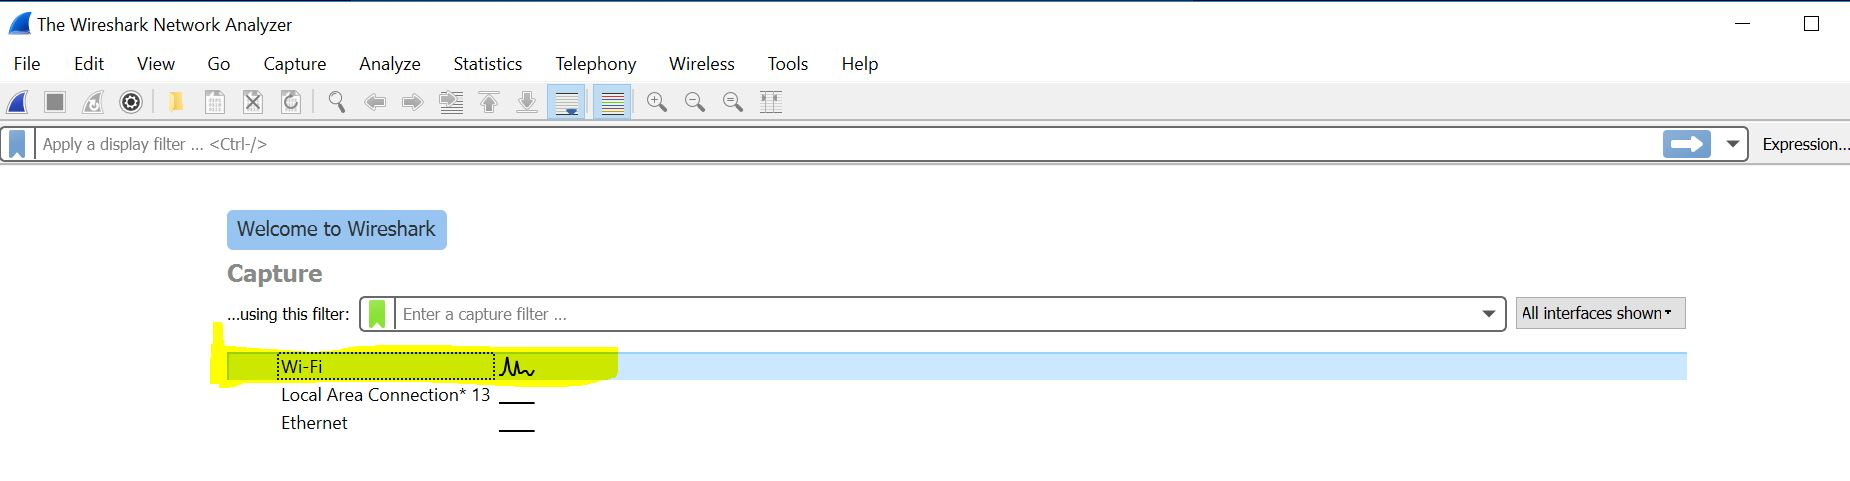 The Wireshark Network Analyzer
File Edit View Go Capture Analyze Statistics Telephony Wireless Tools Help
Apply a display filter ... <Ctrl-/> Expression...
Welcome to Wireshark
Capture
...using this filter: Enter a capture filter ... All interfaces shown
Wi-Fi
Local Area Connection* 13
Ethernet